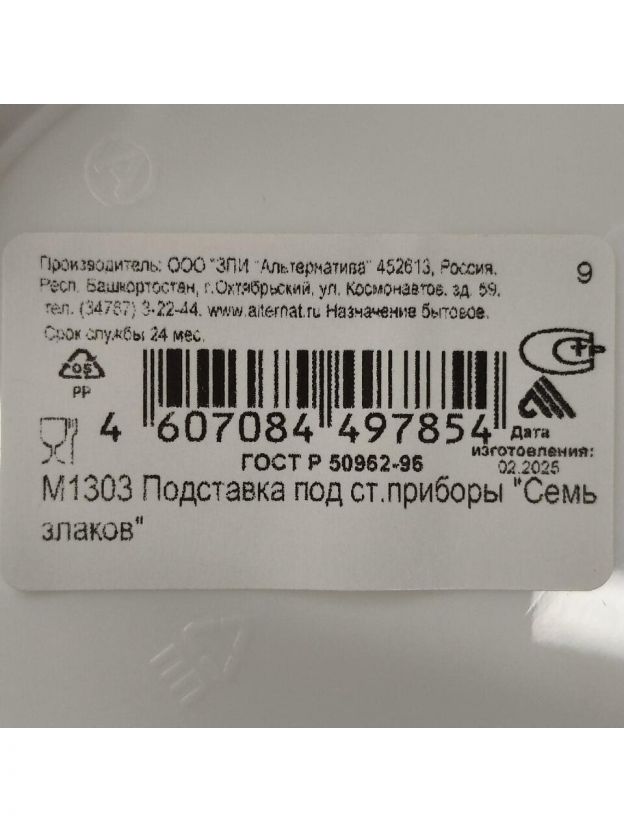 Производитель: ООО "ЗПИ "Альтернатива" 452613, Россия,
Респ. Башкортостан, г.Октябрьский, ул. Космонавтов, зд. 59,
тел. (34767) 3-22-44. www.alternat.ru Назначение бытовое.
Срок службы 24 мес.
9
05
PP
4 607084 497854
Дата
изготовления:
02.2025
ГОСТ Р 50962-96
М1303 Подставка под ст.приборы "Семь
злаков"